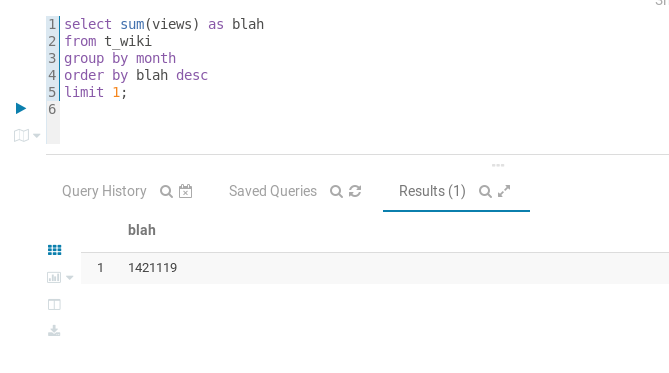 1 select sum(views) as blah
2 from t_wiki
3 group by month
4 order by blah desc
5 limit 1;
6
Query History Saved Queries Results (1)
blah
1 1421119